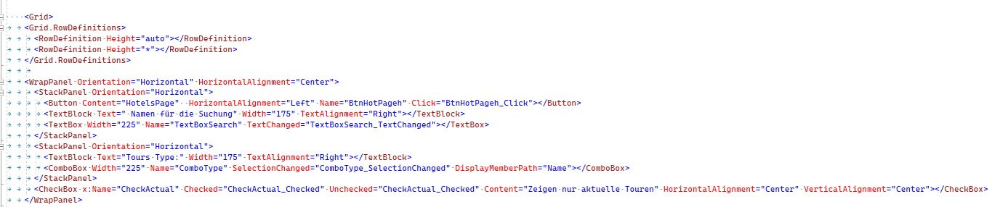 <Grid>
<Grid.RowDefinitions>
<RowDefinition Height="auto"></RowDefinition>
<RowDefinition Height="*"></RowDefinition>
</Grid.RowDefinitions>
<WrapPanel Orientation="Horizontal" HorizontalAlignment="Center">
<StackPanel Orientation="Horizontal">
<Button Content="HotelsPage"  HorizontalAlignment="Left" Name="BtnHotPageh" Click="BtnHotPageh_Click"></Button>
<TextBlock Text=" Namen für die Suchung" Width="175" TextAlignment="Right"></TextBlock>
<TextBox Width="225" Name="TextBoxSearch" TextChanged="TextBoxSearch_TextChanged"></TextBox>
</StackPanel>
<StackPanel Orientation="Horizontal">
<TextBlock Text="Tours Type:" Width="175" TextAlignment="Right"></TextBlock>
<ComboBox Width="225" Name="ComboType" SelectionChanged="ComboType_SelectionChanged" DisplayMemberPath="Name"></ComboBox>
</StackPanel>
<CheckBox x:Name="CheckActual" Checked="CheckActual_Checked" Unchecked="CheckActual_Checked" Content="Zeigen nur aktuelle Touren" HorizontalAlignment="Center" VerticalAlignment="Center"></CheckBox>
</WrapPanel>